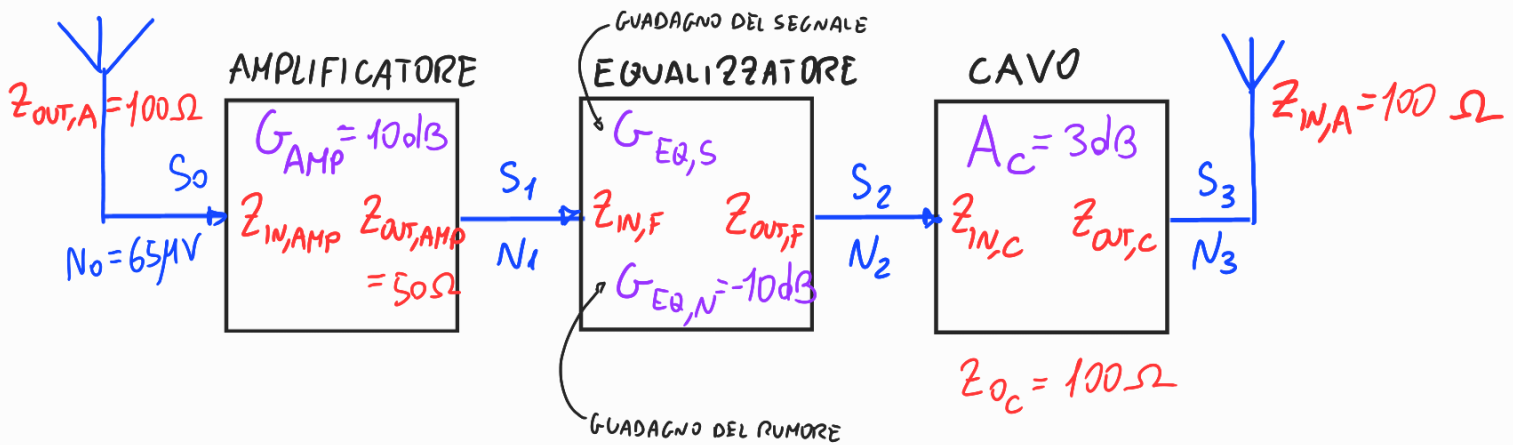 GUADAGNO DEL SEGNALE
AMPLIFICATORE
EQUALIZZATORE
CAVO
Z_OUT,A = 100Ω
G_AMP = 10dB
G_EQ,S
A_C = 3dB
Z_IN,A = 100 Ω
S0
Z_IN,AMP
Z_OUT,AMP = 50Ω
S1
Z_IN,F
Z_OUT,F
S2
Z_IN,C
Z_OUT,C
S3
N0 = 65μV
N1
G_EQ,N = -10dB
N2
N3
Z_0C = 100Ω
GUADAGNO DEL RUMORE